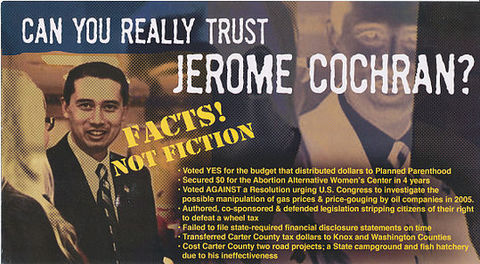 CAN YOU REALLY TRUST
JEROME COCHRAN?
FACTS!
NOT FICTION
· Voted YES for the budget that distributed dollars to Planned Parenthood
· Secured $0 for the Abortion Alternative Women's Center in 4 years
· Voted AGAINST a Resolution urging U.S. Congress to investigate the
possible manipulation of gas prices & price-gouging by oil companies in 2005.
· Authored, co-sponsored & defended legislation stripping citizens of their right
to defeat a wheel tax
· Failed to file state-required financial disclosure statements on time
· Transferred Carter County tax dollars to Knox and Washington Counties
· Cost Carter County two road projects; a State campground and fish hatchery
due to his ineffectiveness